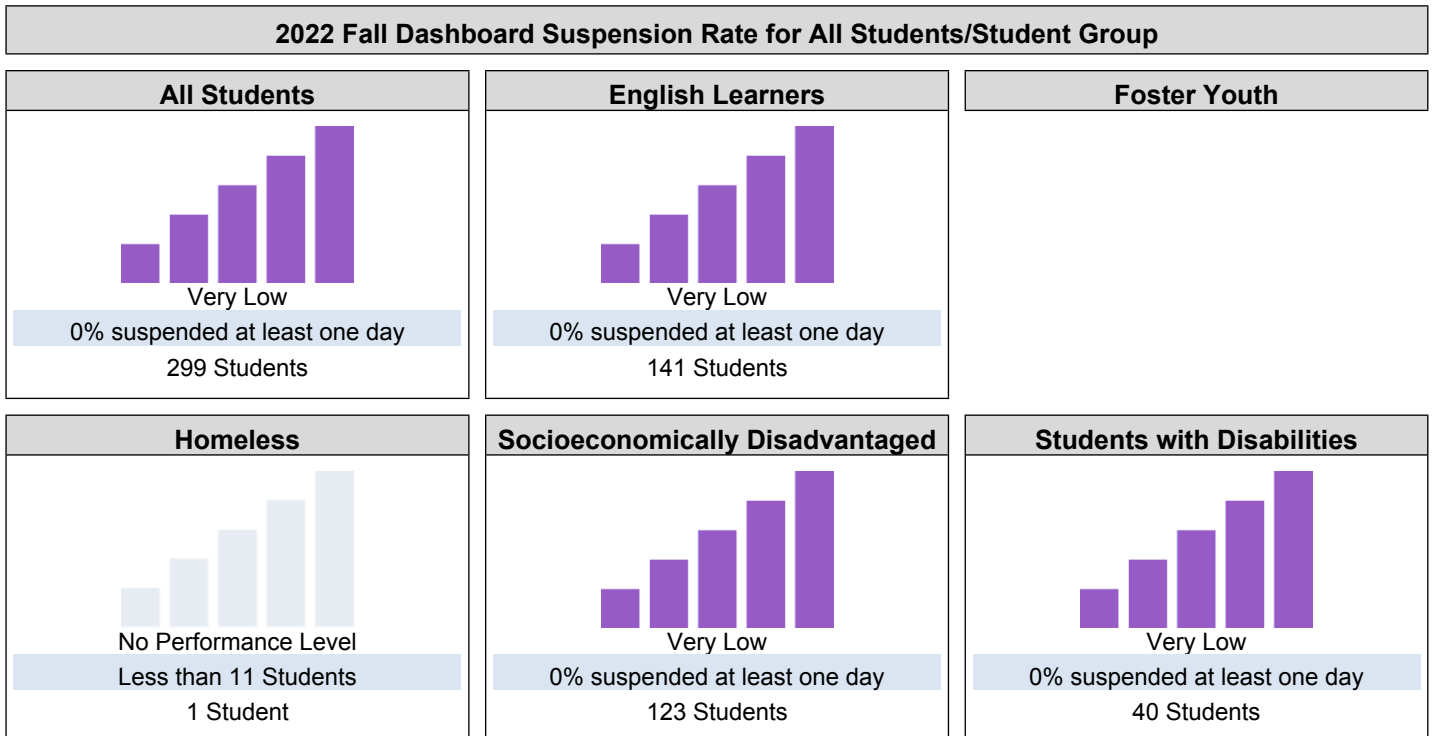 2022 Fall Dashboard Suspension Rate for All Students/Student Group
All Students
Very Low
0% suspended at least one day
299 Students
English Learners
Very Low
0% suspended at least one day
141 Students
Foster Youth
Homeless
No Performance Level
Less than 11 Students
1 Student
Socioeconomically Disadvantaged
Very Low
0% suspended at least one day
123 Students
Students with Disabilities
Very Low
0% suspended at least one day
40 Students